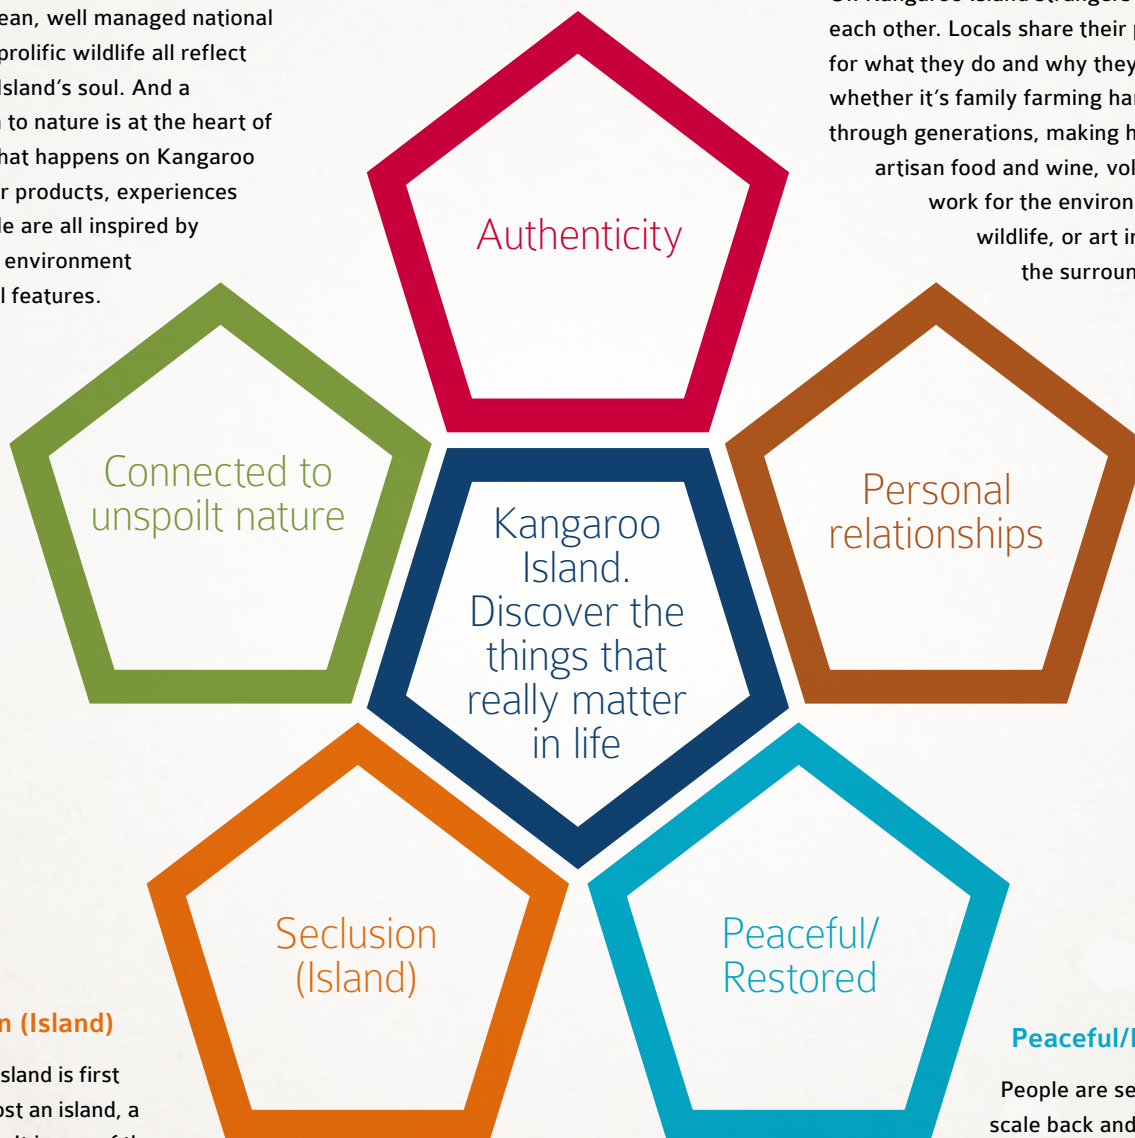 ean, well managed national
prolific wildlife all reflect
Island's soul. And a
to nature is at the heart of
hat happens on Kangaroo
r products, experiences
le are all inspired by
environment
l features.
each other. Locals share their
for what they do and why they
whether it's family farming
through generations, making
artisan food and wine,
work for the
wildlife, or art
the
Authenticity
Connected to
unspoilt nature
Personal
relationships
Kangaroo
Island.
Discover the
things that
really matter
in life
Seclusion
(Island)
Peaceful/
Restored
n (Island)
sland is first
ost an island, a
Peaceful/
People are
scale back and